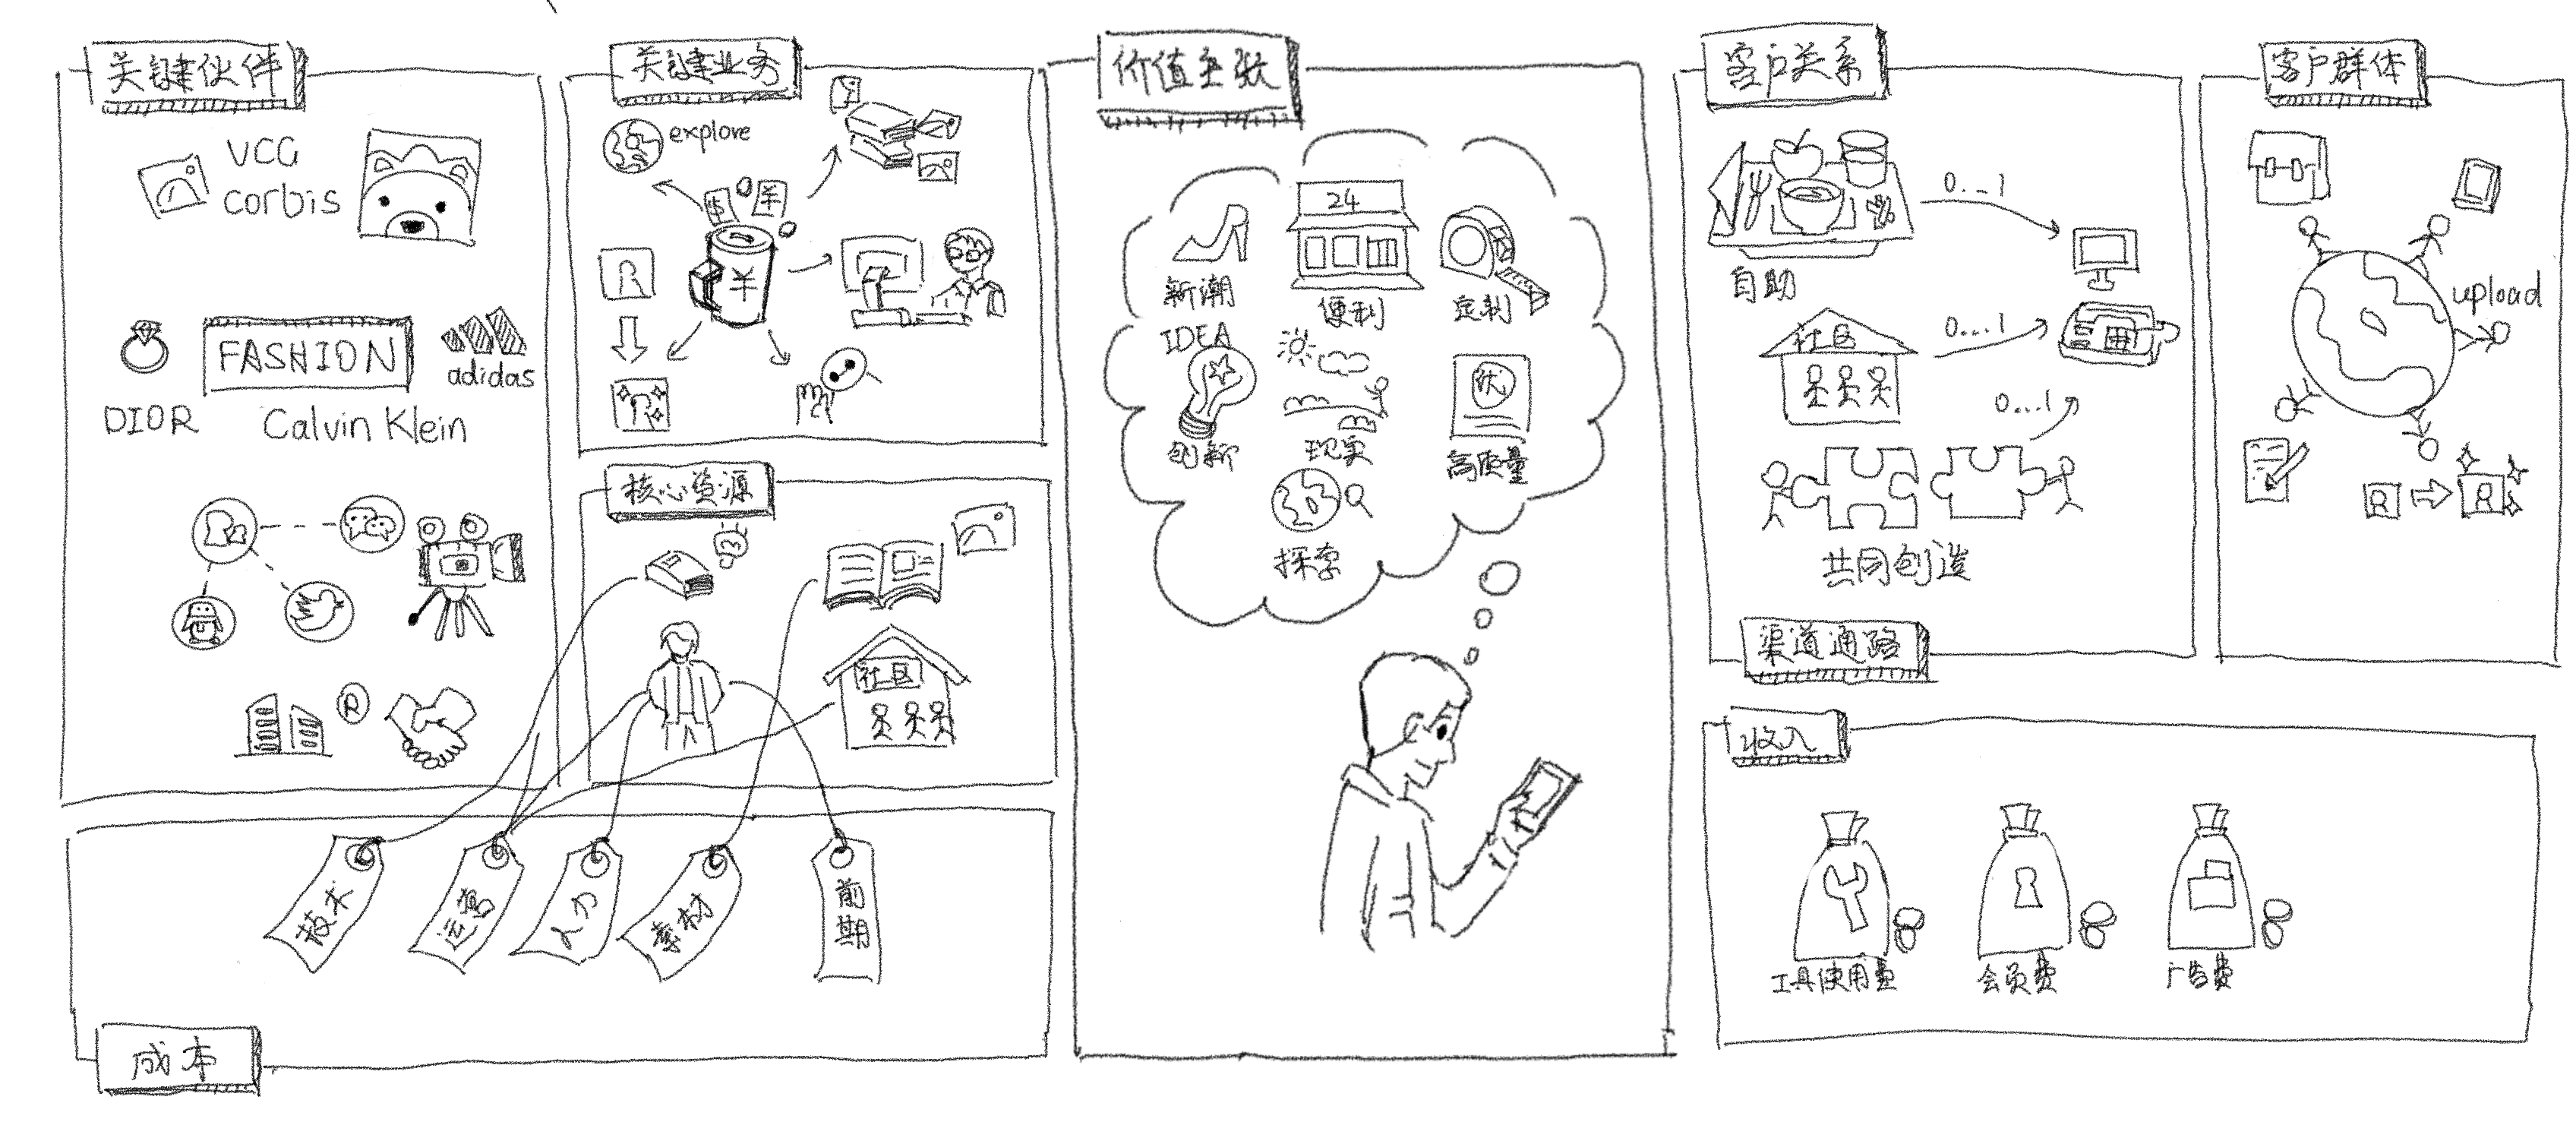 关键伙伴
VCG
corbis
DIOR
FASHION
Calvin Klein
adidas
R
关键业务
explore
$
¥
¥
R
R
核心资源
社区
价值主张
24
新潮
便利
定制
IDEA
创新
现实
优
高质量
探索
客户关系
自助
0...1
社区
0...1
0...1
共同创造
渠道通路
客户群体
upload
成本
技术
运营
人力
素材
前期
收入
工具使用量
会员费
广告费